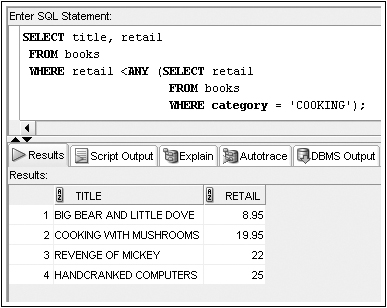 Enter SQL Statement:
SELECT title, retail
FROM books
WHERE retail <ANY (SELECT retail
FROM books
WHERE category = 'COOKING');
Results Script Output Explain Autotrace DBMS Output
Results:
TITLE RETAIL
1 BIG BEAR AND LITTLE DOVE 8.95
2 COOKING WITH MUSHROOMS 19.95
3 REVENGE OF MICKEY 22
4 HANDCRANKED COMPUTERS 25